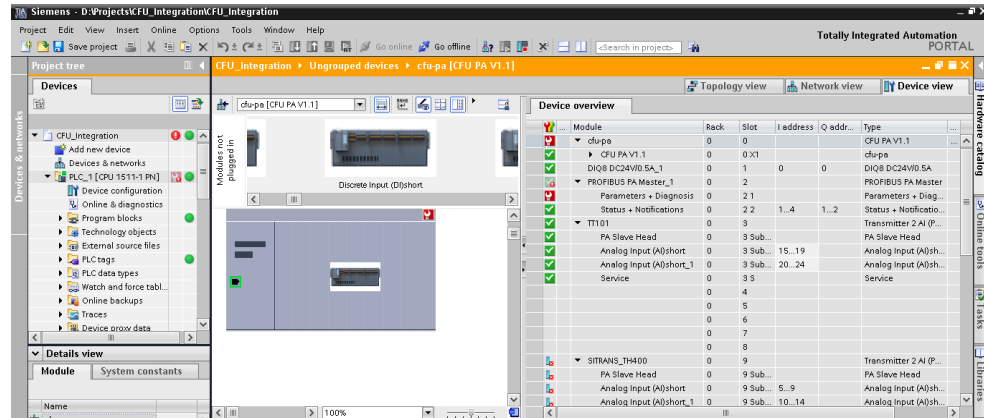 Siemens - D:\Projects\CFU_Integration\CFU_Integration
Project Edit View Insert Online Options Tools Window Help
Totally Integrated Automation
PORTAL
Save project Go online Go offline <Search in project>
Project tree
CFU_Integration ▸ Ungrouped devices ▸ cfu-pa [CFU PA V1.1]
Devices
Topology view Network view Device view
cfu-pa [CFU PA V1.1]
Device overview
Devices & networks
Modules not plugged in
Discrete Input (DI)short
CFU_Integration
Add new device
Devices & networks
PLC_1 [CPU 1511-1 PN]
Device configuration
Online & diagnostics
Program blocks
Technology objects
External source files
PLC tags
PLC data types
Watch and force tabl...
Online backups
Traces
Device proxy data
Details view
Module System constants
Name
100%
... Module Rack Slot I address Q addr... Type ...
cfu-pa 0 0 CFU PA V1.1
CFU PA V1.1 0 0 X1 cfu-pa
DIQ8 DC24V/0.5A_1 0 1 0 0 DIQ8 DC24V/0.5A
PROFIBUS PA Master_1 0 2 PROFIBUS PA Master
Parameters + Diagnosis 0 2 1 Parameters + Diag...
Status + Notifications 0 2 2 1...4 1...2 Status + Notificatio...
TT101 0 3 Transmitter 2 AI (P...
PA Slave Head 0 3 Sub... PA Slave Head
Analog Input (AI)short 0 3 Sub... 15...19 Analog Input (AI)sh...
Analog Input (AI)short_1 0 3 Sub... 20...24 Analog Input (AI)sh...
Service 0 3 S Service
0 4
0 5
0 6
0 7
0 8
SITRANS_TH400 0 9 Transmitter 2 AI (P...
PA Slave Head 0 9 Sub... PA Slave Head
Analog Input (AI)short 0 9 Sub... 5...9 Analog Input (AI)sh...
Analog Input (AI)short_1 0 9 Sub... 10...14 Analog Input (AI)sh...
Hardware catalog
Online tools
Tasks
Libraries